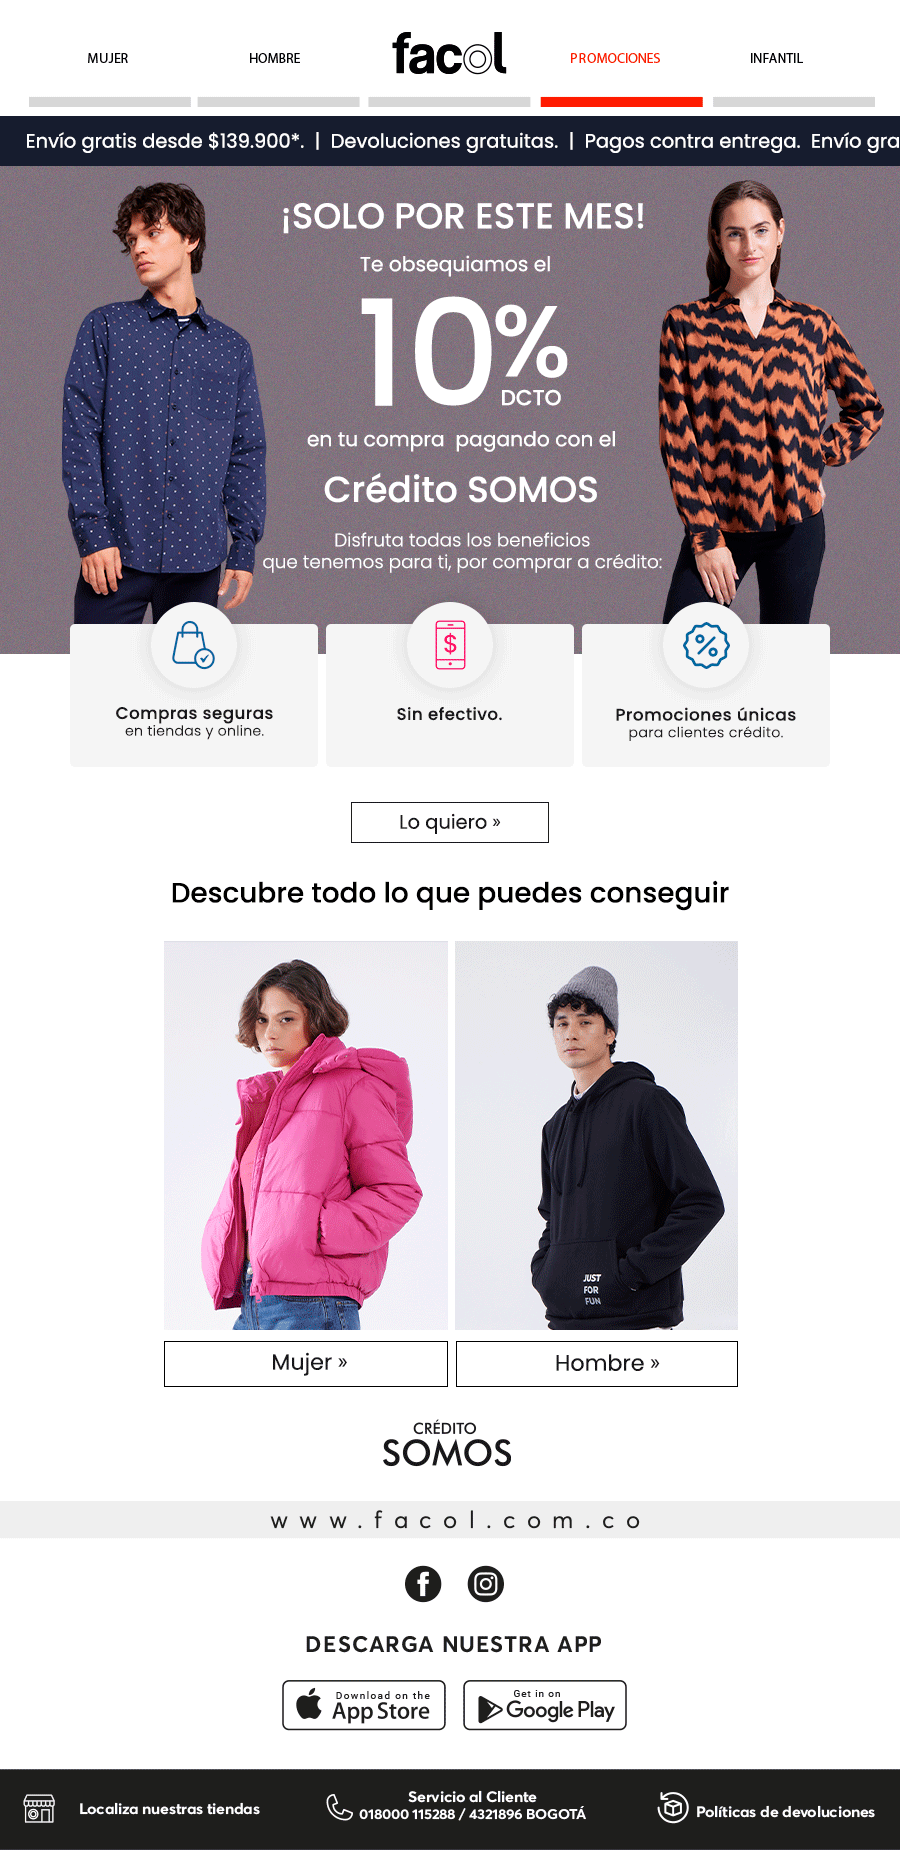 facol
MUJER
HOMBRE
PROMOCIONES
INFANTIL
Envío gratis desde $139.900*. | Devoluciones gratuitas. | Pagos contra entrega. Envío gra
¡SOLO POR ESTE MES!
Te obsequiamos el
10%
DCTO
en tu compra pagando con el
Crédito SOMOS
Disfruta todas los beneficios
que tenemos para ti, por comprar a crédito:
$
%
Compras seguras
en tiendas y online.
Sin efectivo.
Promociones únicas
para clientes crédito.
Lo quiero »
Descubre todo lo que puedes conseguir
JUST
FOR
FUN
Mujer »
Hombre »
CRÉDITO
SOMOS
www.facol.com.co
DESCARGA NUESTRA APP
Download on the
App Store
Get in on
Google Play
Localiza nuestras tiendas
Servicio al Cliente
018000 115288 / 4321896 BOGOTÁ
Políticas de devoluciones